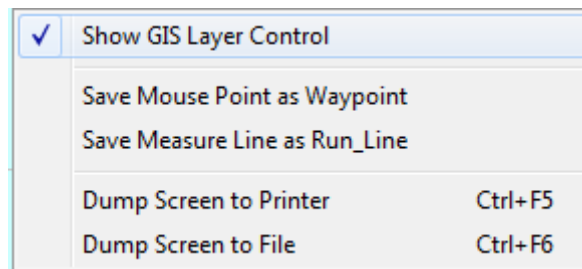 Show GIS Layer Control
Save Mouse Point as Waypoint
Save Measure Line as Run_Line
Dump Screen to Printer Ctrl+F5
Dump Screen to File Ctrl+F6